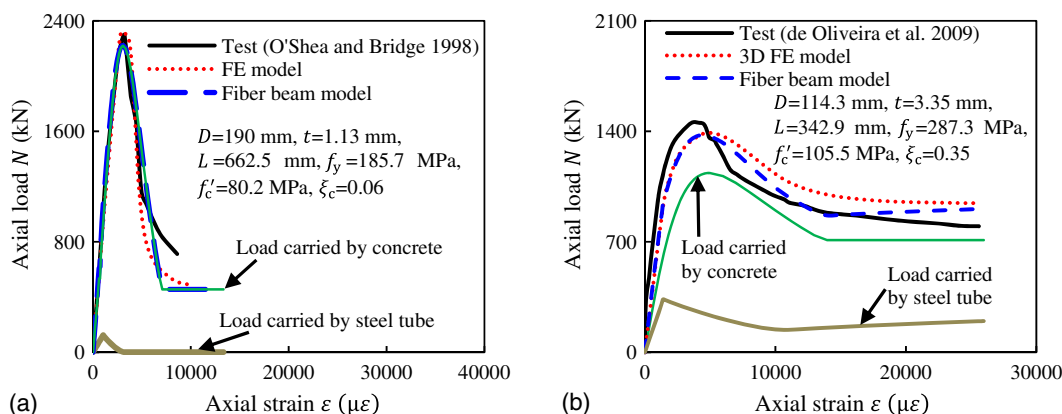 2400
1600
800
0
Axial load N (kN)
Test (O'Shea and Bridge 1998)
FE model
Fiber beam model
D=190 mm, t=1.13 mm,
L=662.5 mm, fy=185.7 MPa,
fc′=80.2 MPa, ξc=0.06
Load carried by concrete
Load carried by steel tube
0 10000 20000 30000 40000
Axial strain ε (με)
(a)
2100
1400
700
0
Axial load N (kN)
Test (de Oliveira et al. 2009)
3D FE model
Fiber beam model
D=114.3 mm, t=3.35 mm,
L=342.9 mm, fy=287.3 MPa,
fc′=105.5 MPa, ξc=0.35
Load carried
by concrete
Load carried
by steel tube
0 10000 20000 30000
Axial strain ε (με)
(b)